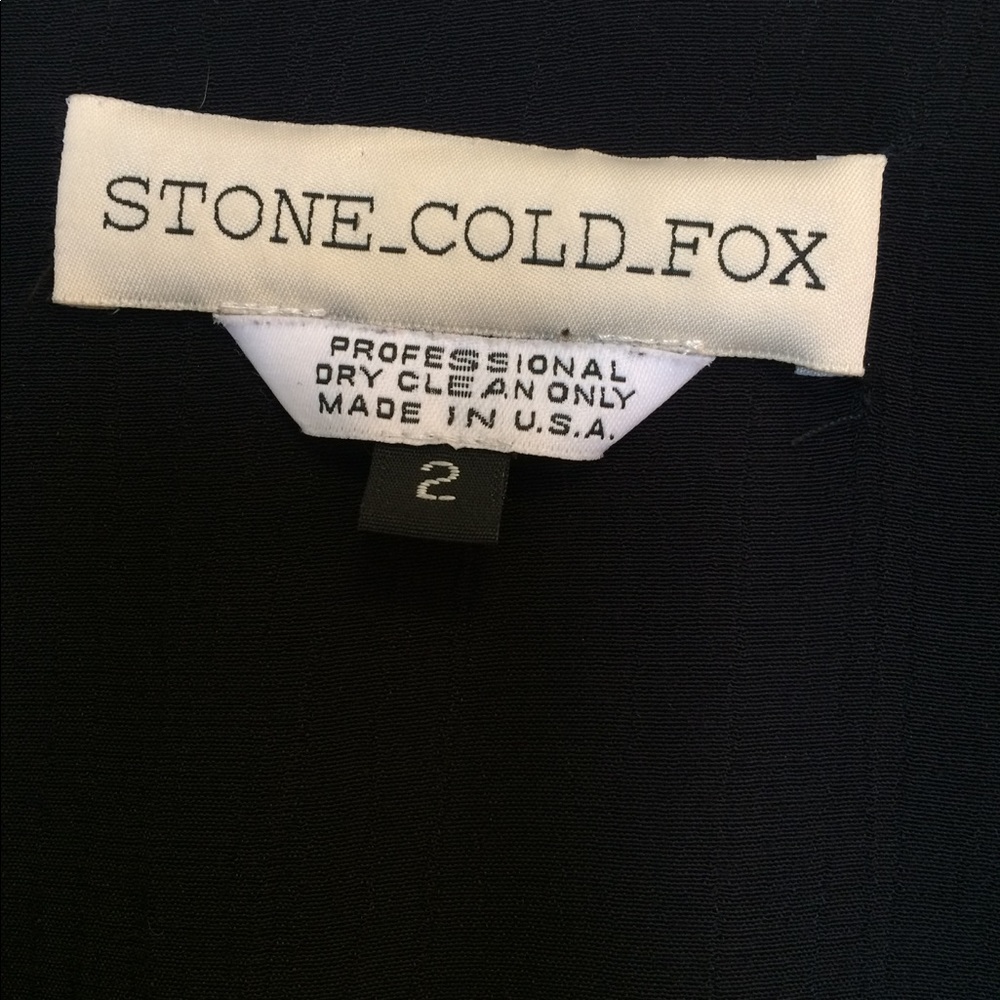 STONE_COLD_FOX
PROFESSIONAL
DRY CLEAN ONLY
MADE IN U.S.A.
2